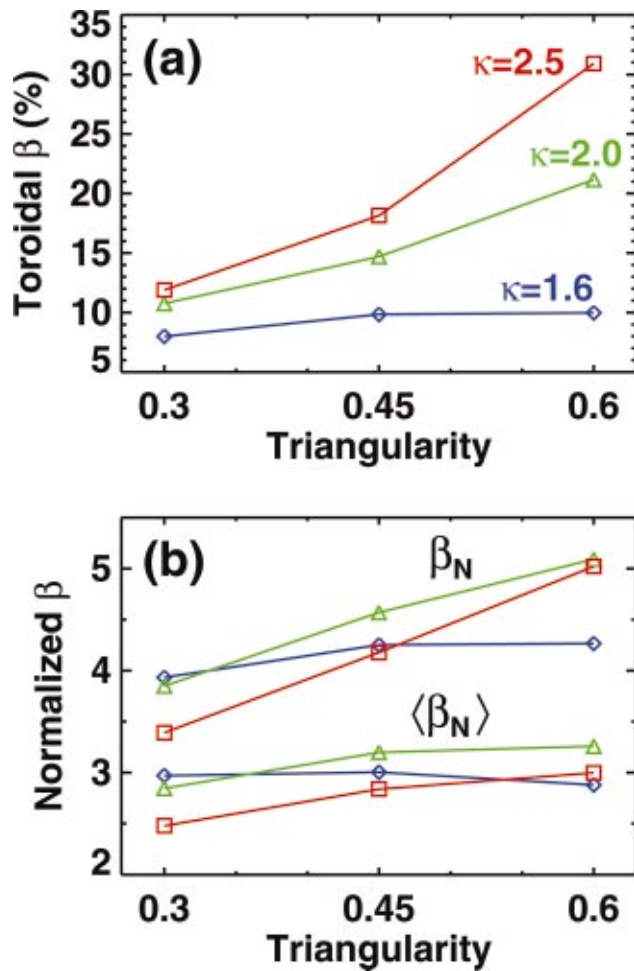 35
(a)
30
κ=2.5
25
κ=2.0
20
15
κ=1.6
10
5
Toroidal β (%)
0.3 0.45 0.6
Triangularity
(b)
5
βN
4
⟨βN⟩
3
2
Normalized β
0.3 0.45 0.6
Triangularity